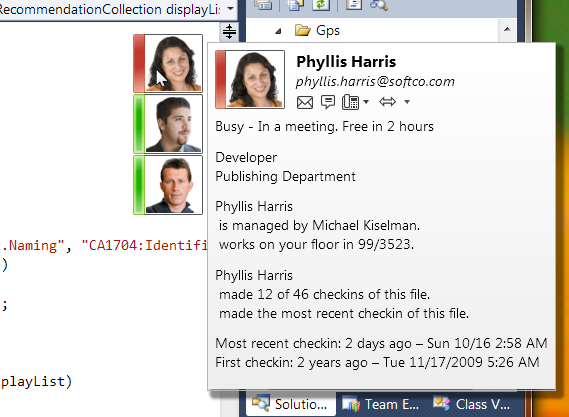 RecommendationCollection displayLis
Gps
Phyllis Harris
phyllis.harris@softco.com
Busy - In a meeting. Free in 2 hours
Developer
Publishing Department
Phyllis Harris
is managed by Michael Kiselman.
works on your floor in 99/3523.
.Naming", "CA1704:Identifi
)
Phyllis Harris
made 12 of 46 checkins of this file.
;
made the most recent checkin of this file.
Most recent checkin: 2 days ago – Sun 10/16 2:58 AM
First checkin: 2 years ago – Tue 11/17/2009 5:26 AM
playList)
Solutio... Team E... Class V...